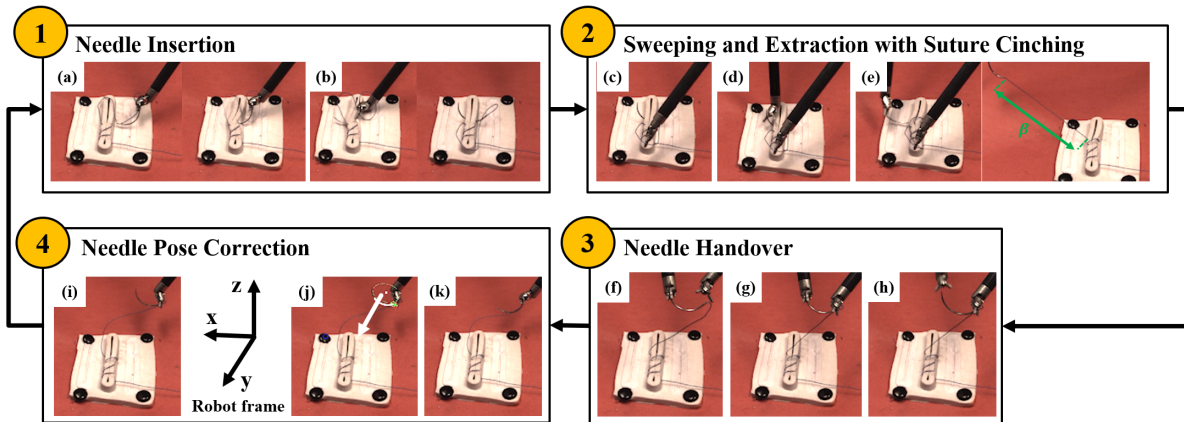 1
Needle Insertion
(a)
(b)
2
Sweeping and Extraction with Suture Cinching
(c)
(d)
(e)
β
3
Needle Handover
(f)
(g)
(h)
4
Needle Pose Correction
(i)
z
x
y
Robot frame
(j)
(k)